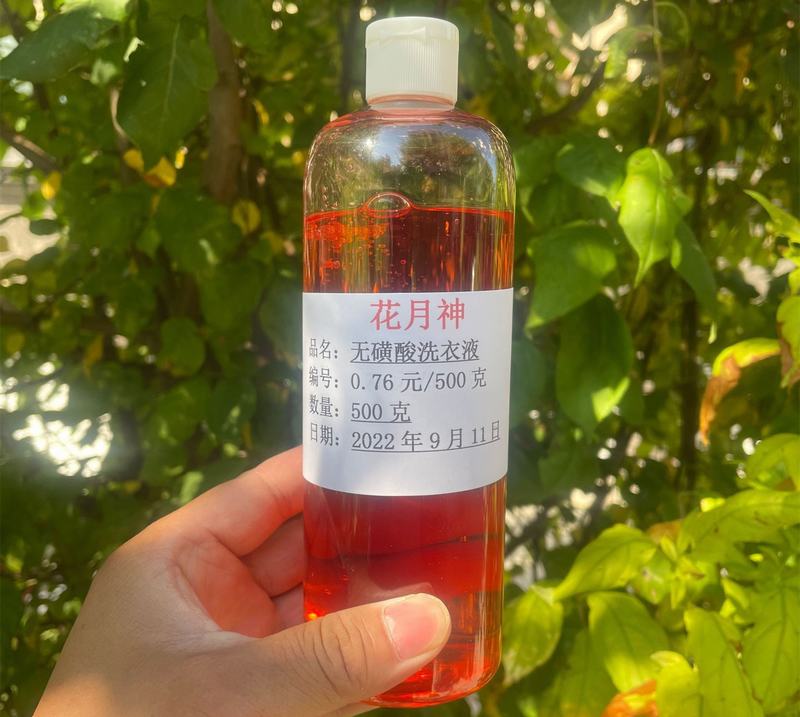 花月神
品名：无磺酸洗衣液
编号：0.76 元/500 克
数量：500 克
日期：2022 年 9 月 11 日